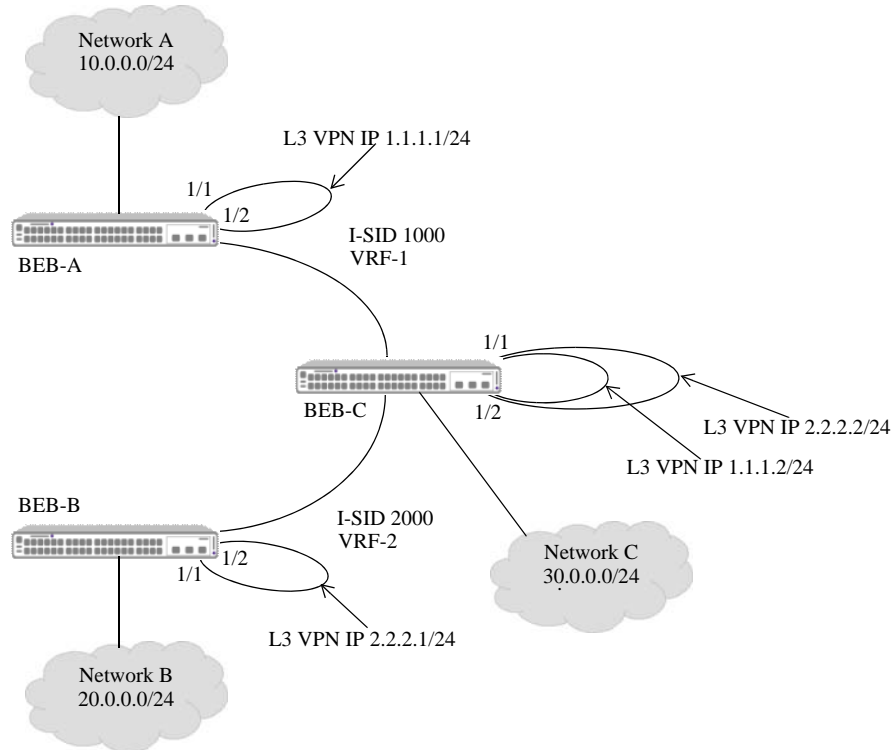 Network A
10.0.0.0/24
L3 VPN IP 1.1.1.1/24
1/1
1/2
I-SID 1000
VRF-1
BEB-A
1/1
BEB-C
1/2
L3 VPN IP 2.2.2.2/24
L3 VPN IP 1.1.1.2/24
BEB-B
I-SID 2000
VRF-2
1/2
1/1
Network C
30.0.0.0/24
L3 VPN IP 2.2.2.1/24
Network B
20.0.0.0/24